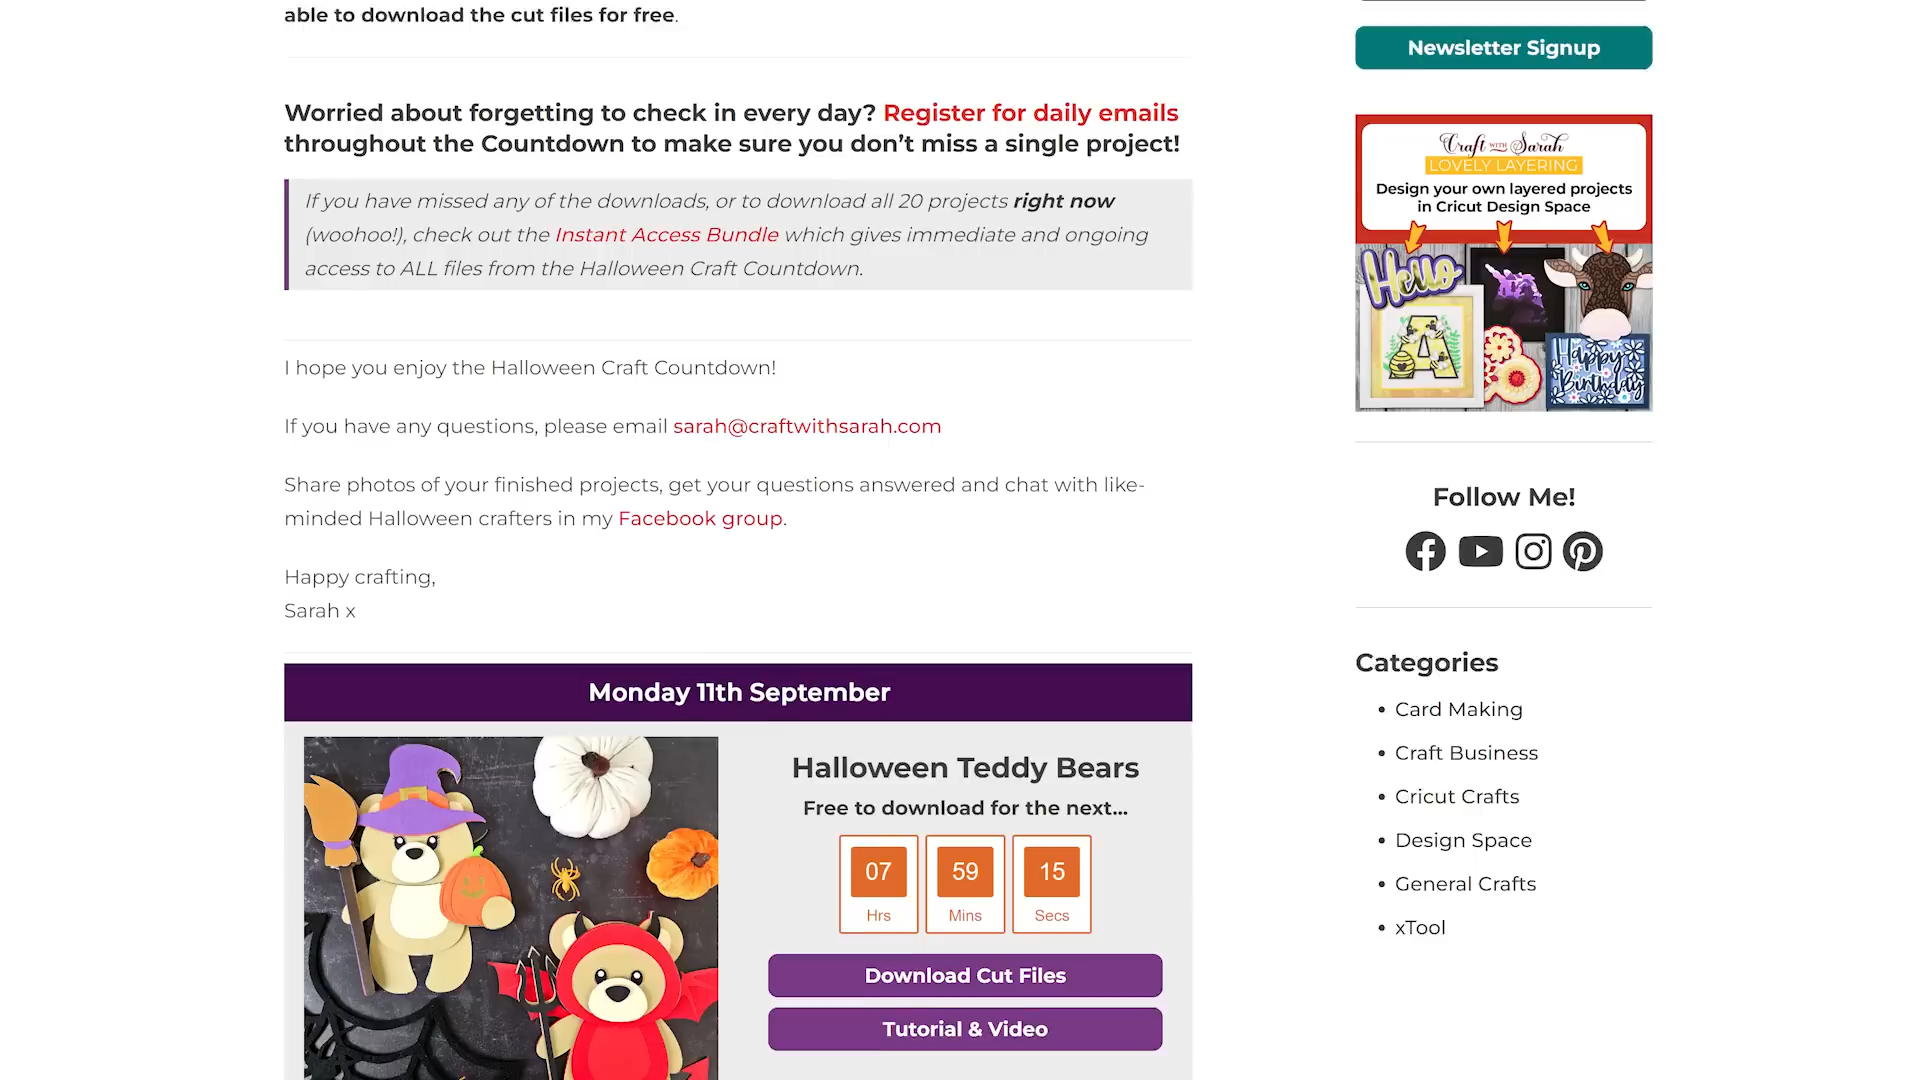 able to download the cut files for free.
Worried about forgetting to check in every day? Register for daily emails
throughout the Countdown to make sure you don’t miss a single project!
If you have missed any of the downloads, or to download all 20 projects right now
(woohoo!), check out the Instant Access Bundle which gives immediate and ongoing
access to ALL files from the Halloween Craft Countdown.
I hope you enjoy the Halloween Craft Countdown!
If you have any questions, please email sarah@craftwithsarah.com
Share photos of your finished projects, get your questions answered and chat with like-
minded Halloween crafters in my Facebook group.
Happy crafting,
Sarah x
Monday 11th September
Halloween Teddy Bears
Free to download for the next...
07 59 15
Hrs Mins Secs
Download Cut Files
Tutorial & Video
Newsletter Signup
Craft WITH Sarah
LOVELY LAYERING
Design your own layered projects
in Cricut Design Space
Hello
A
Happy
Birthday
Follow Me!
Categories
• Card Making
• Craft Business
• Cricut Crafts
• Design Space
• General Crafts
• xTool